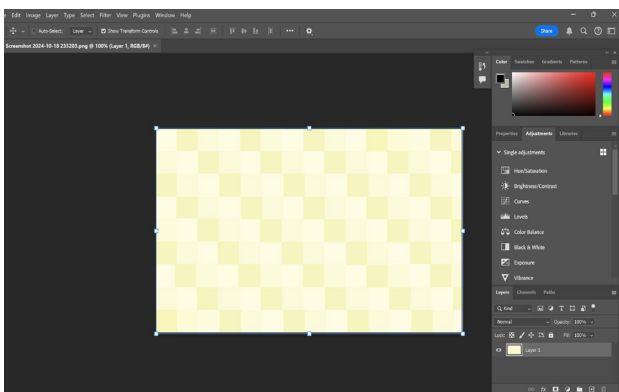 Edit Image Layer Type Select Filter View Plugins Window Help
Auto-Select: Layer Show Transform Controls Share
Screenshot 2024-10-18 235203.png @ 100% (Layer 1, RGB/8#) ×
Color Swatches Gradients Patterns
Properties Adjustments Libraries
Single adjustments
Hue/Saturation
Brightness/Contrast
Curves
Levels
Color Balance
Black & White
Exposure
Vibrance
Layers Channels Paths
Kind
Normal Opacity: 100%
Lock: Fill: 100%
Layer 1
fx